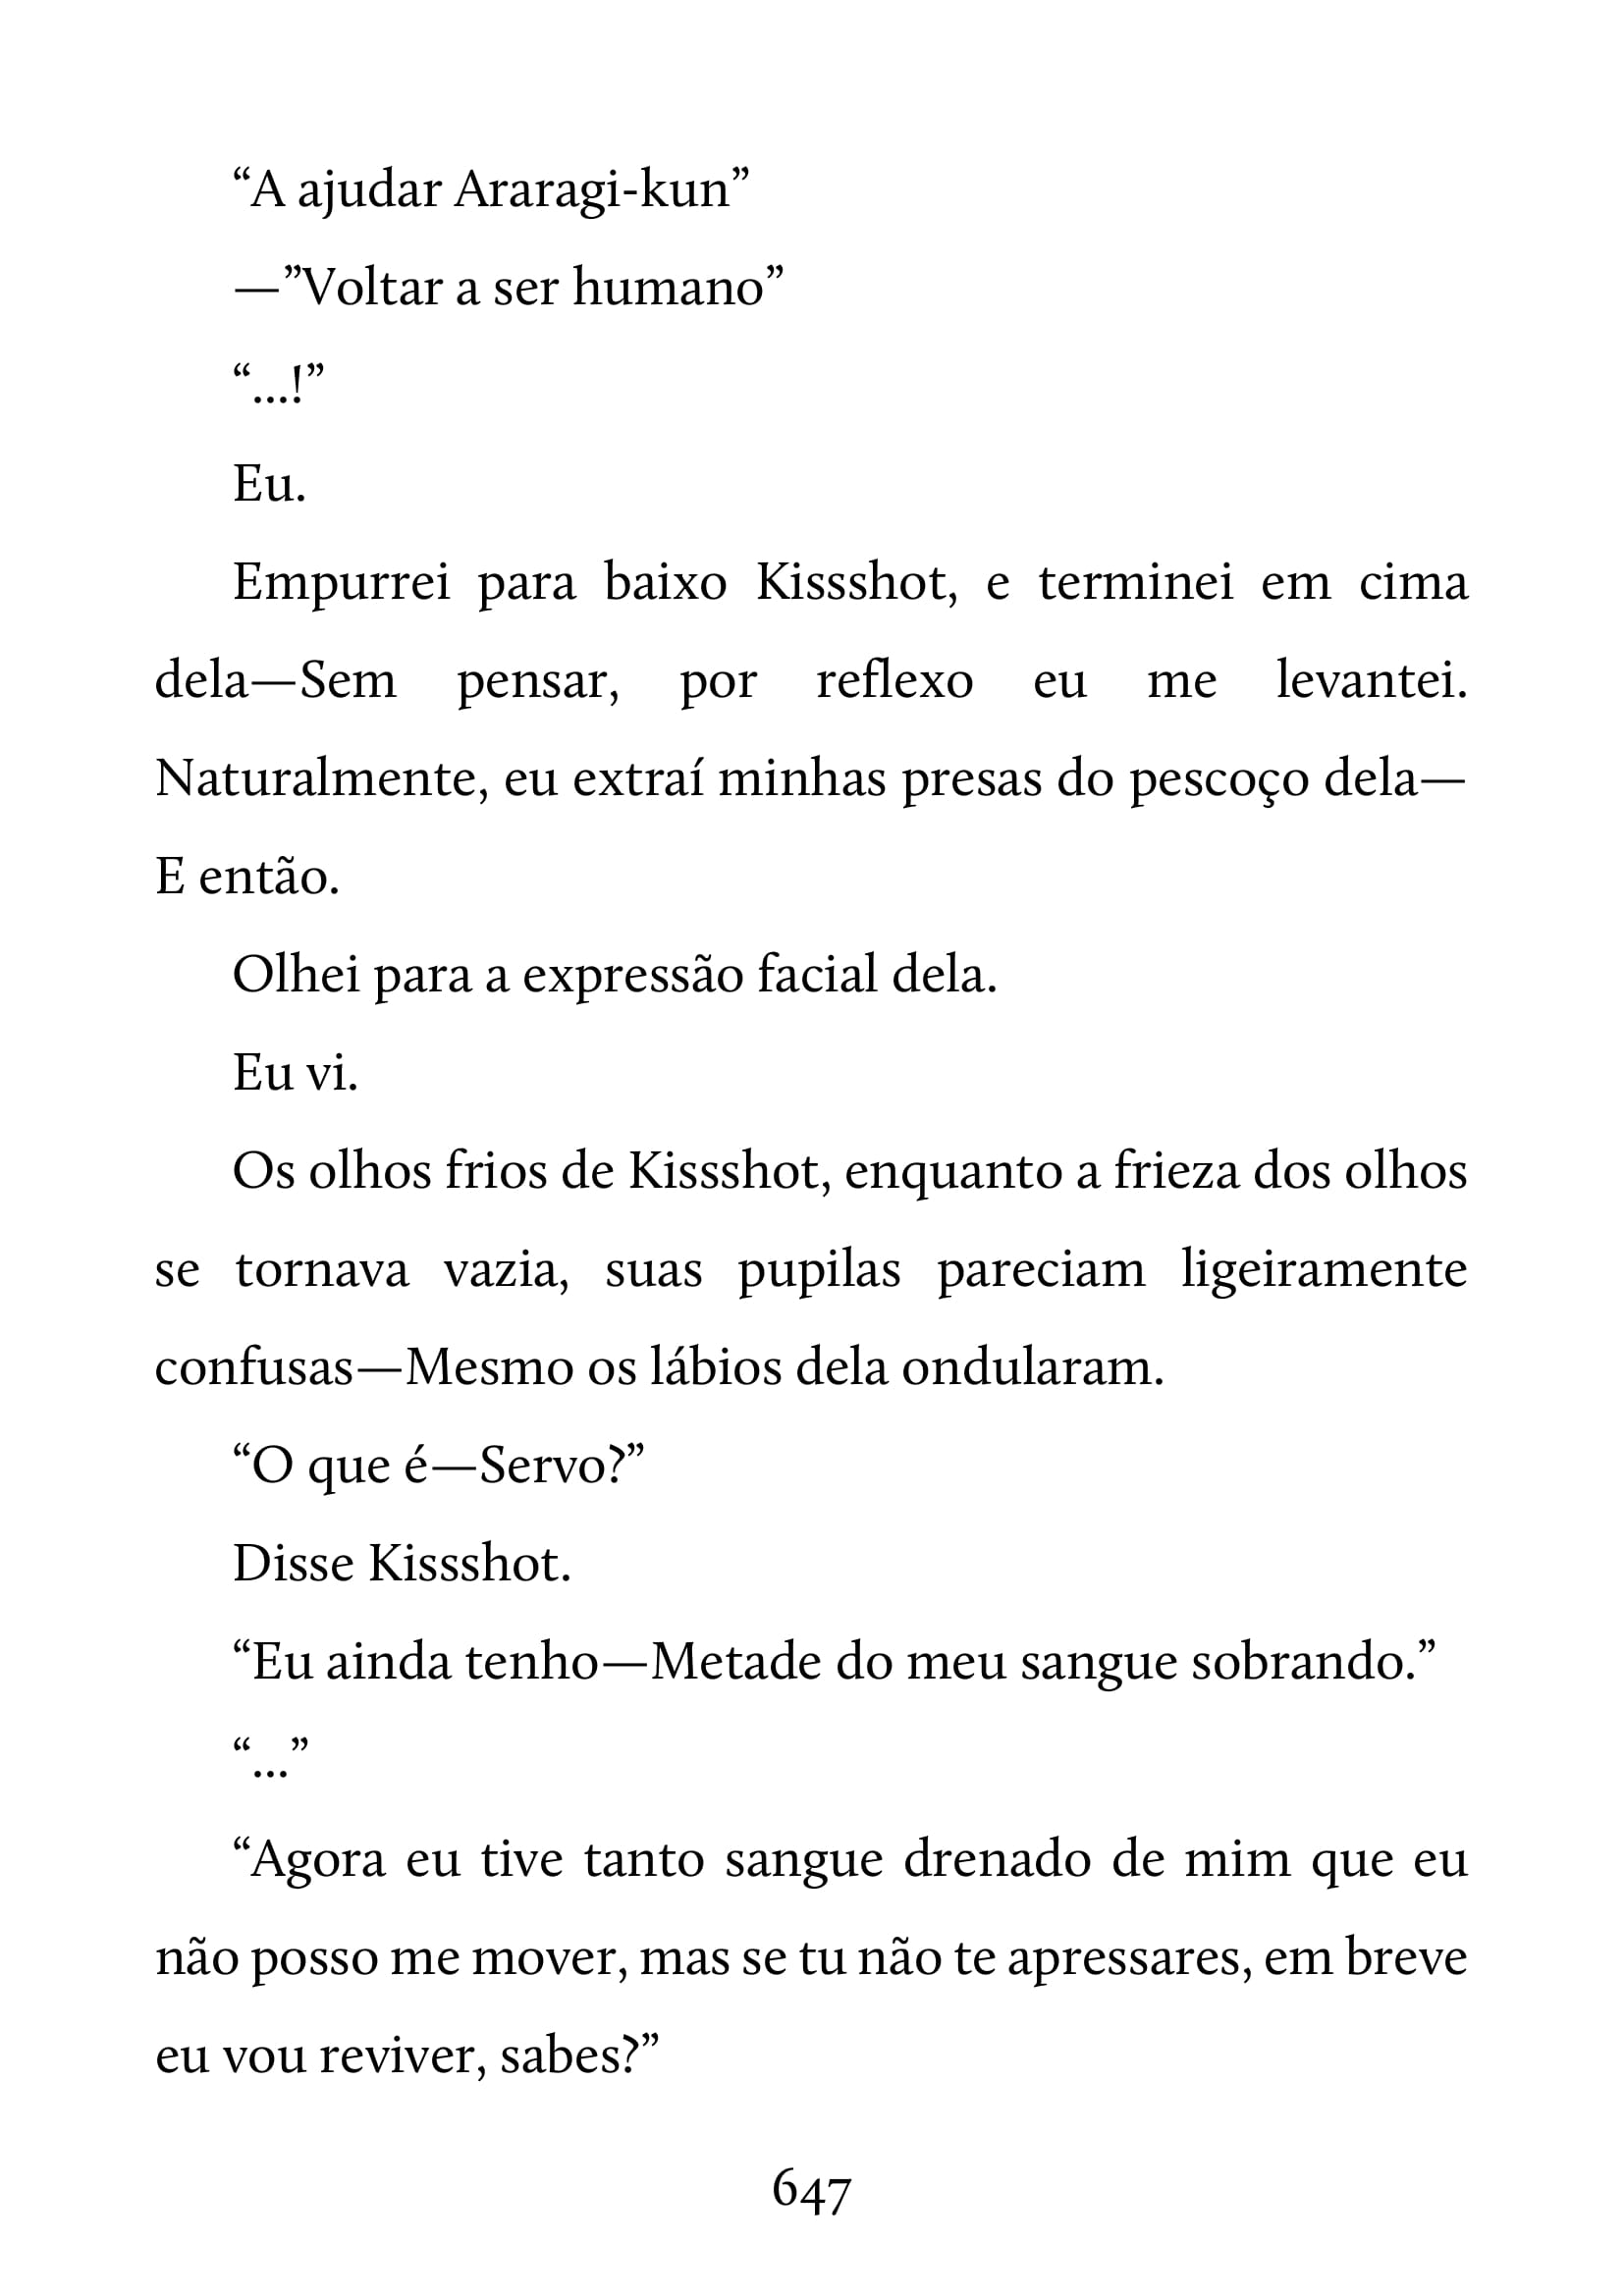 “A ajudar Araragi-kun”
—”Voltar a ser humano”
“...!”
Eu.
Empurrei para baixo Kissshot, e terminei em cima
dela—Sem pensar, por reflexo eu me levantei.
Naturalmente, eu extraí minhas presas do pescoço dela—
E então.
Olhei para a expressão facial dela.
Eu vi.
Os olhos frios de Kissshot, enquanto a frieza dos olhos
se tornava vazia, suas pupilas pareciam ligeiramente
confusas—Mesmo os lábios dela ondularam.
“O que é—Servo?”
Disse Kissshot.
“Eu ainda tenho—Metade do meu sangue sobrando.”
“...”
“Agora eu tive tanto sangue drenado de mim que eu
não posso me mover, mas se tu não te apressares, em breve
eu vou reviver, sabes?”
647